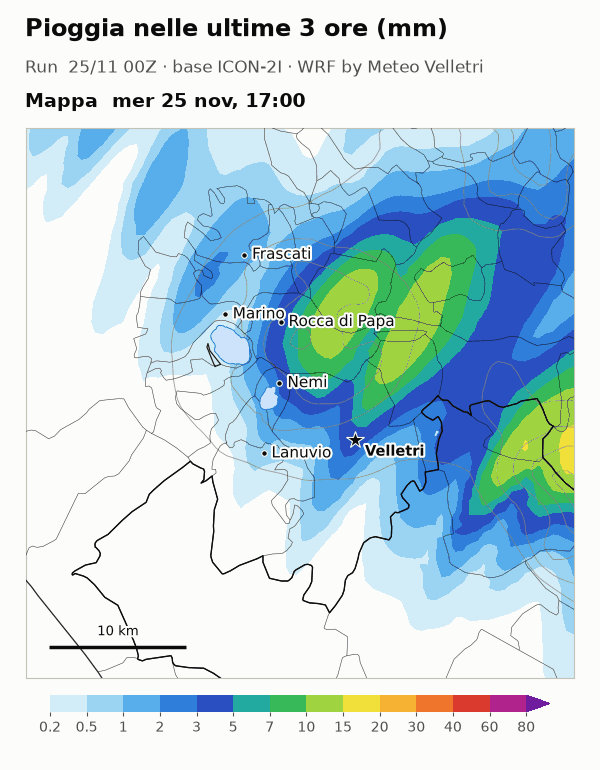 Pioggia nelle ultime 3 ore (mm)
Run 25/11 00Z · base ICON-2I · WRF by Meteo Velletri
Mappa mer 25 nov, 17:00
Frascati
Marino
Rocca di Papa
Nemi
Velletri
Lanuvio
10 km
0.2 0.5 1 2 3 5 7 10 15 20 30 40 60 80